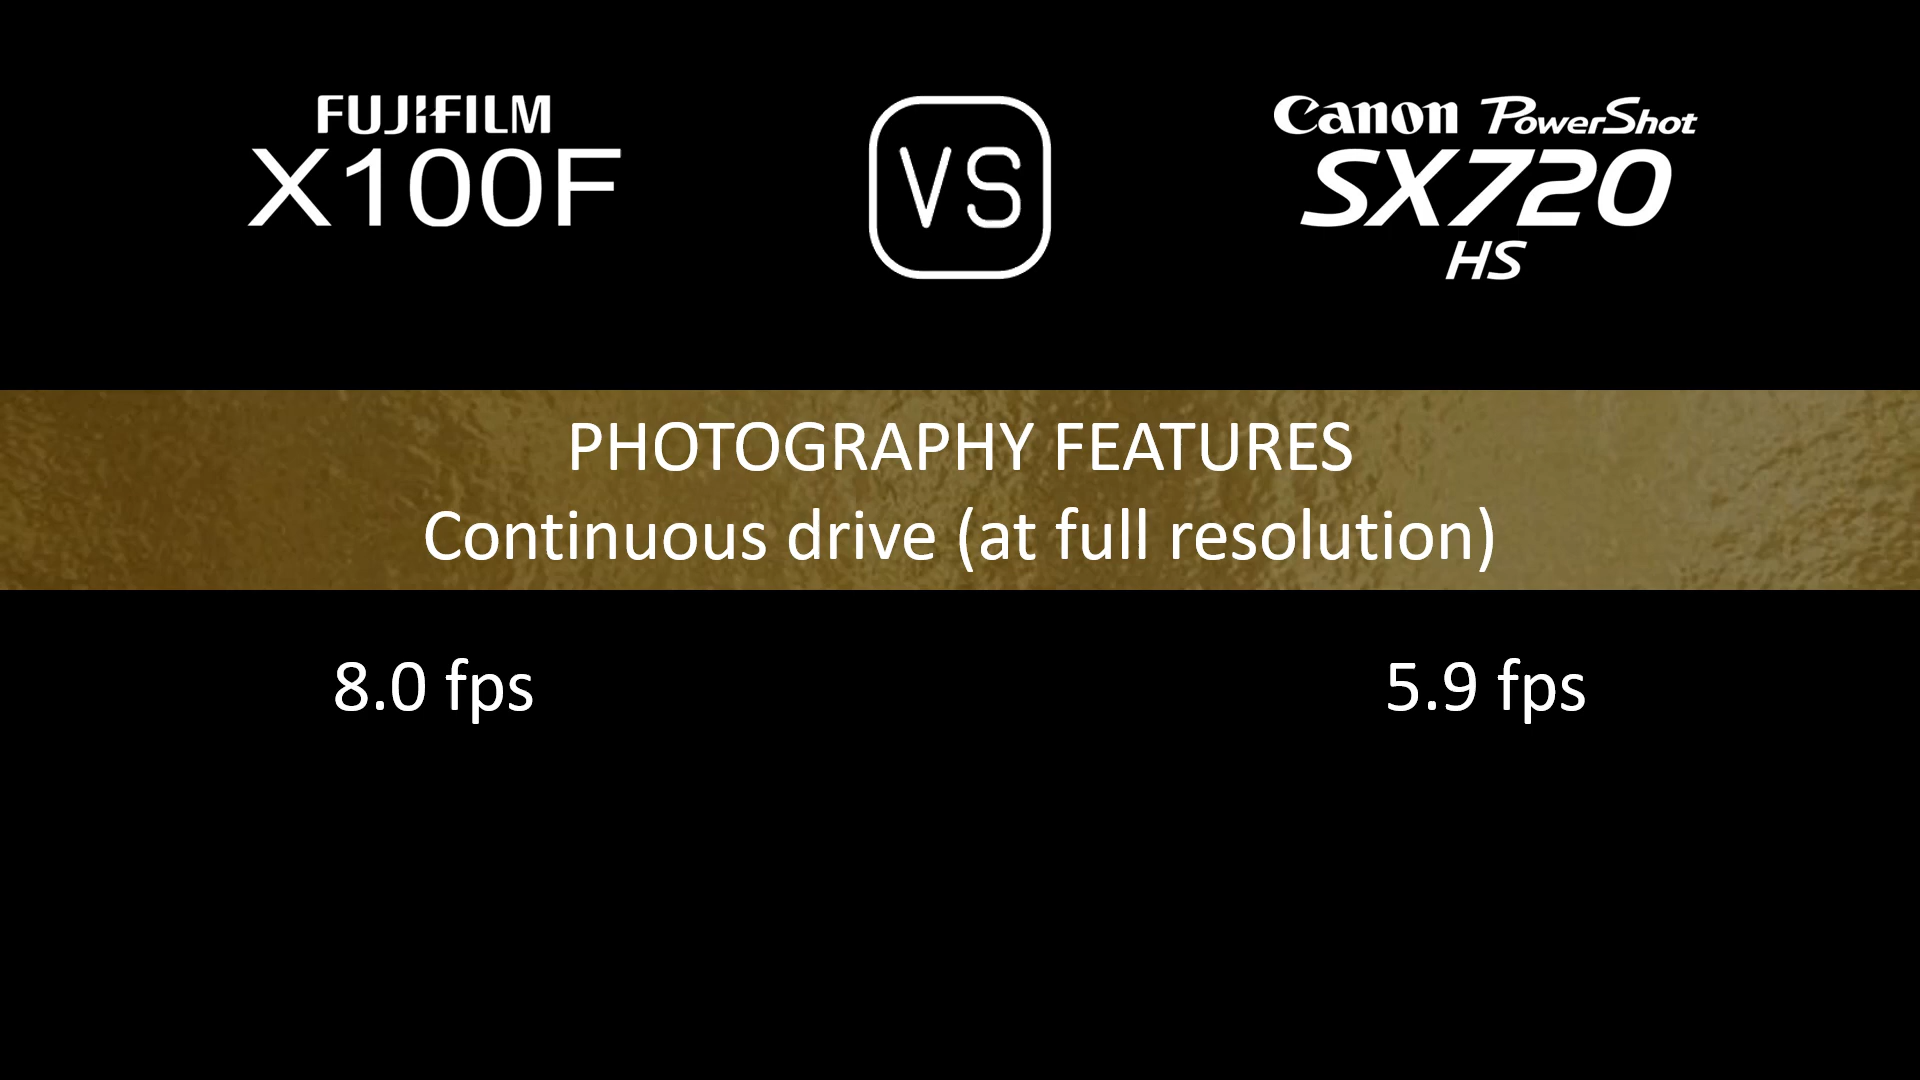 FUJIFILM
X100F
VS
Canon PowerShot
SX720
HS
PHOTOGRAPHY FEATURES
Continuous drive (at full resolution)
8.0 fps
5.9 fps